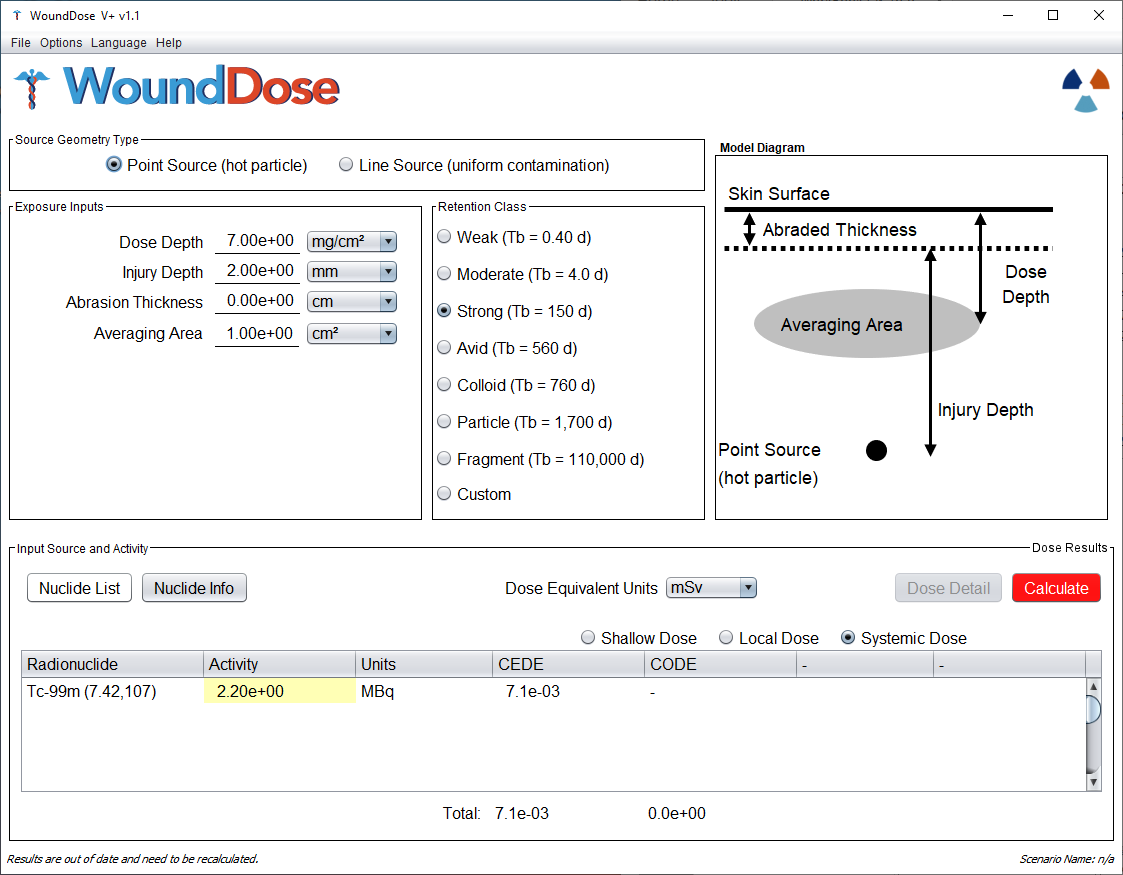 WoundDose V+ v1.1
File Options Language Help
WoundDose
Source Geometry Type
Point Source (hot particle) Line Source (uniform contamination)
Exposure Inputs
Dose Depth 7.00e+00 mg/cm²
Injury Depth 2.00e+00 mm
Abrasion Thickness 0.00e+00 cm
Averaging Area 1.00e+00 cm²
Retention Class
Weak (Tb = 0.40 d)
Moderate (Tb = 4.0 d)
Strong (Tb = 150 d)
Avid (Tb = 560 d)
Colloid (Tb = 760 d)
Particle (Tb = 1,700 d)
Fragment (Tb = 110,000 d)
Custom
Model Diagram
Skin Surface
Abraded Thickness
Dose
Depth
Averaging Area
Injury Depth
Point Source
(hot particle)
Input Source and Activity Dose Results
Nuclide List Nuclide Info Dose Equivalent Units mSv Dose Detail Calculate
Shallow Dose Local Dose Systemic Dose
Radionuclide Activity Units CEDE CODE - -
Tc-99m (7.42,107) 2.20e+00 MBq 7.1e-03 -
Total: 7.1e-03 0.0e+00
Results are out of date and need to be recalculated. Scenario Name: n/a